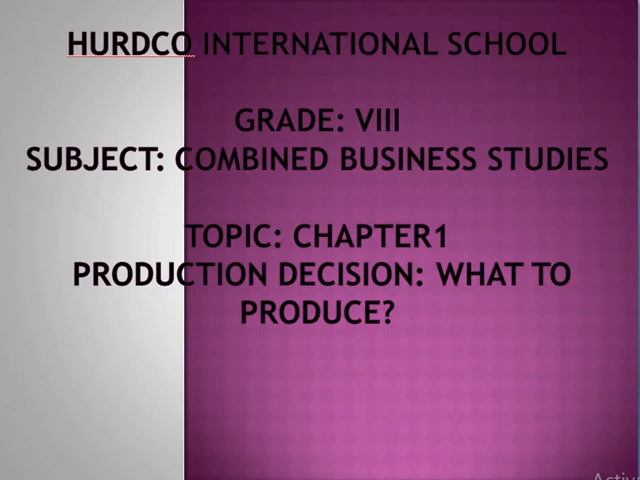 HURDCO INTERNATIONAL SCHOOL
GRADE: VIII
SUBJECT: COMBINED BUSINESS STUDIES
TOPIC: CHAPTER1
PRODUCTION DECISION: WHAT TO
PRODUCE?